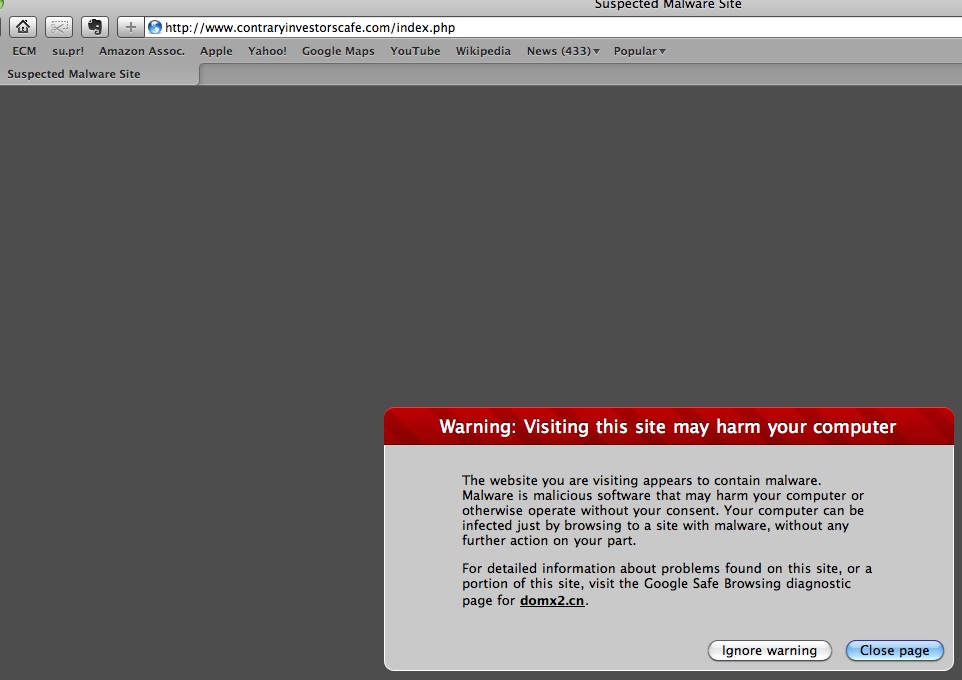 Suspected Malware Site
http://www.contraryinvestorscafe.com/index.php
ECM su.pr! Amazon Assoc. Apple Yahoo! Google Maps YouTube Wikipedia News (433)▾ Popular▾
Suspected Malware Site
Warning: Visiting this site may harm your computer
The website you are visiting appears to contain malware.
Malware is malicious software that may harm your computer or
otherwise operate without your consent. Your computer can be
infected just by browsing to a site with malware, without any
further action on your part.
For detailed information about problems found on this site, or a
portion of this site, visit the Google Safe Browsing diagnostic
page for domx2.cn.
Ignore warning Close page